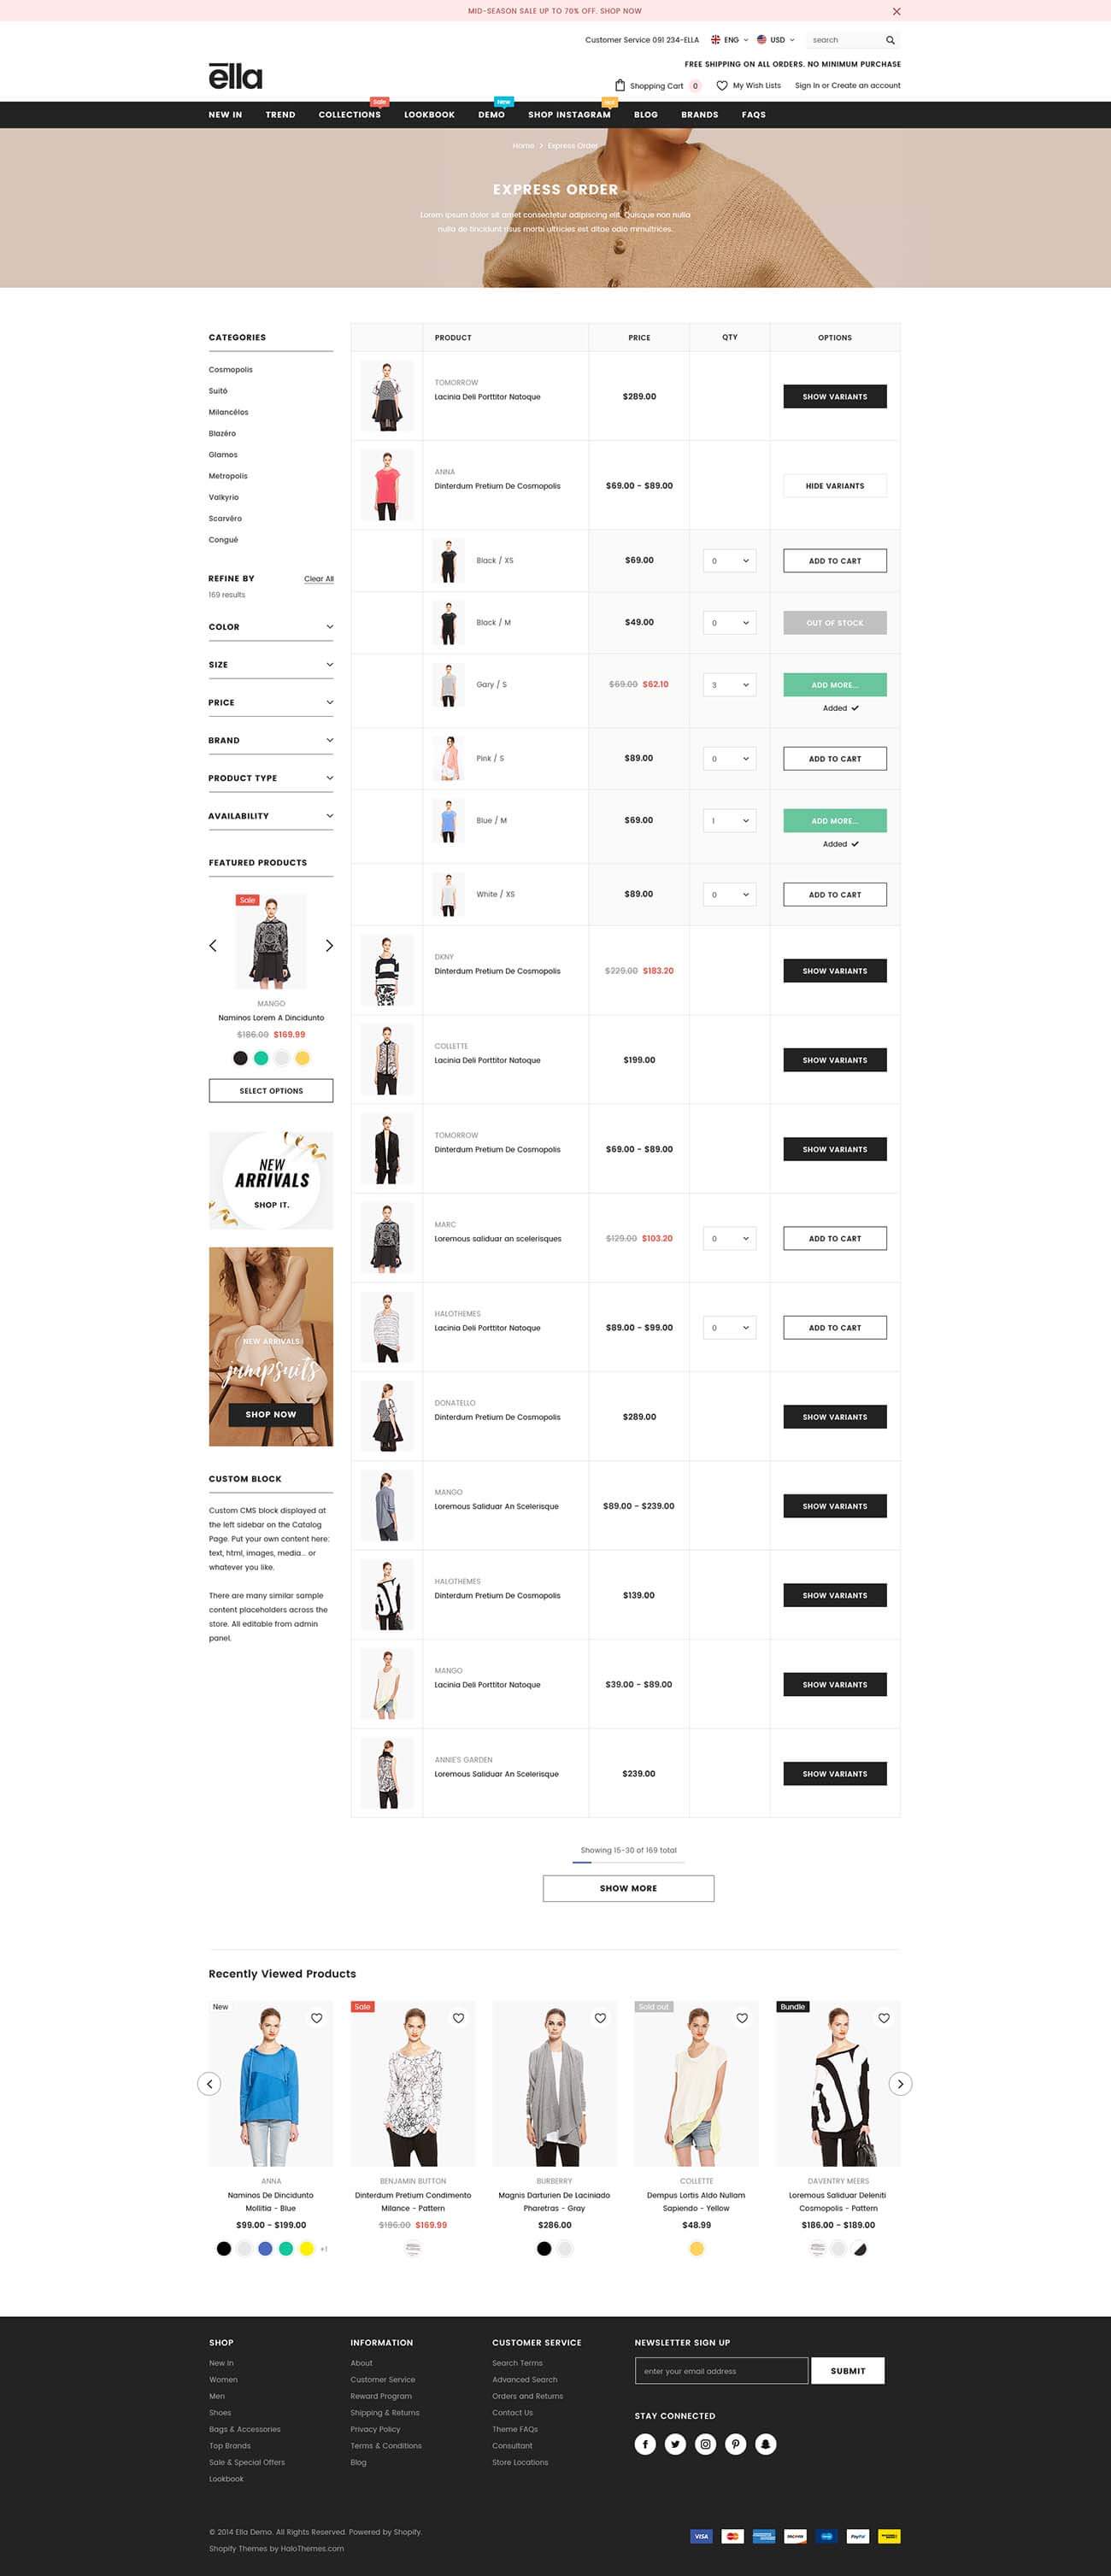 MID-SEASON SALE UP TO 70% OFF. SHOP NOW
Customer Service 091 234-ELLA
ENG
USD
search
FREE SHIPPING ON ALL ORDERS. NO MINIMUM PURCHASE
ēlla
Shopping Cart 0
My Wish Lists
Sign In or Create an account
Sale
New
Hot
NEW IN
TREND
COLLECTIONS
LOOKBOOK
DEMO
SHOP INSTAGRAM
BLOG
BRANDS
FAQS
Home > Express Order
EXPRESS ORDER
Lorem ipsum dolor sit amet consectetur adipiscing elit. Quisque non nulla
nulla de tincidunt risus morbi ultricies est ditae odio mmultrices.
CATEGORIES
Cosmopolis
Suitó
Milancélos
Blazéro
Glamos
Metropolis
Valkyrio
Scarvéro
Congué
REFINE BY
Clear All
169 results
COLOR
SIZE
PRICE
BRAND
PRODUCT TYPE
AVAILABILITY
FEATURED PRODUCTS
Sale
MANGO
Naminos Lorem A Dincidunto
$186.00 $169.99
SELECT OPTIONS
NEW
ARRIVALS
SHOP IT.
NEW ARRIVALS
jumpsuits
SHOP NOW
CUSTOM BLOCK
Custom CMS block displayed at
the left sidebar on the Catalog
Page. Put your own content here:
text, html, images, media... or
whatever you like.
There are many similar sample
content placeholders across the
store. All editable from admin
panel.
PRODUCT PRICE QTY OPTIONS
TOMORROW
Lacinia Deli Porttitor Natoque
$289.00
SHOW VARIANTS
ANNA
Dinterdum Pretium De Cosmopolis
$69.00 - $89.00
HIDE VARIANTS
Black / XS
$69.00
0
ADD TO CART
Black / M
$49.00
0
OUT OF STOCK
Gary / S
$69.00 $62.10
3
ADD MORE...
Added
Pink / S
$89.00
0
ADD TO CART
Blue / M
$69.00
1
ADD MORE...
Added
White / XS
$89.00
0
ADD TO CART
DKNY
Dinterdum Pretium De Cosmopolis
$229.00 $183.20
SHOW VARIANTS
COLLETTE
Lacinia Deli Porttitor Natoque
$199.00
SHOW VARIANTS
TOMORROW
Dinterdum Pretium De Cosmopolis
$69.00 - $89.00
SHOW VARIANTS
MARC
Loremous saliduar an scelerisques
$129.00 $103.20
0
ADD TO CART
HALOTHEMES
Lacinia Deli Porttitor Natoque
$89.00 - $99.00
0
ADD TO CART
DONATELLO
Dinterdum Pretium De Cosmopolis
$289.00
SHOW VARIANTS
MANGO
Loremous Saliduar An Scelerisque
$89.00 - $239.00
SHOW VARIANTS
HALOTHEMES
Dinterdum Pretium De Cosmopolis
$139.00
SHOW VARIANTS
MANGO
Lacinia Deli Porttitor Natoque
$39.00 - $89.00
SHOW VARIANTS
ANNIE'S GARDEN
Loremous Saliduar An Scelerisque
$239.00
SHOW VARIANTS
Showing 15-30 of 169 total
SHOW MORE
Recently Viewed Products
New
ANNA
Naminos De Dincidunto
Mollitia - Blue
$99.00 - $199.00
+1
Sale
BENJAMIN BUTTON
Dinterdum Pretium Condimento
Milance - Pattern
$186.00 $169.99
BURBERRY
Magnis Darturien De Laciniado
Pharetras - Gray
$286.00
Sold out
COLLETTE
Dempus Lortis Aldo Nullam
Sapiendo - Yellow
$48.99
Bundle
DAVENTRY MEERS
Loremous Saliduar Deleniti
Cosmopolis - Pattern
$186.00 - $189.00
SHOP
New In
Women
Men
Shoes
Bags & Accessories
Top Brands
Sale & Special Offers
Lookbook
INFORMATION
About
Customer Service
Reward Program
Shipping & Returns
Privacy Policy
Terms & Conditions
Blog
CUSTOMER SERVICE
Search Terms
Advanced Search
Orders and Returns
Contact Us
Theme FAQs
Consultant
Store Locations
NEWSLETTER SIGN UP
enter your email address
SUBMIT
STAY CONNECTED
© 2014 Ella Demo. All Rights Reserved. Powered by Shopify.
Shopify Themes by HaloThemes.com
VISA
PayPal